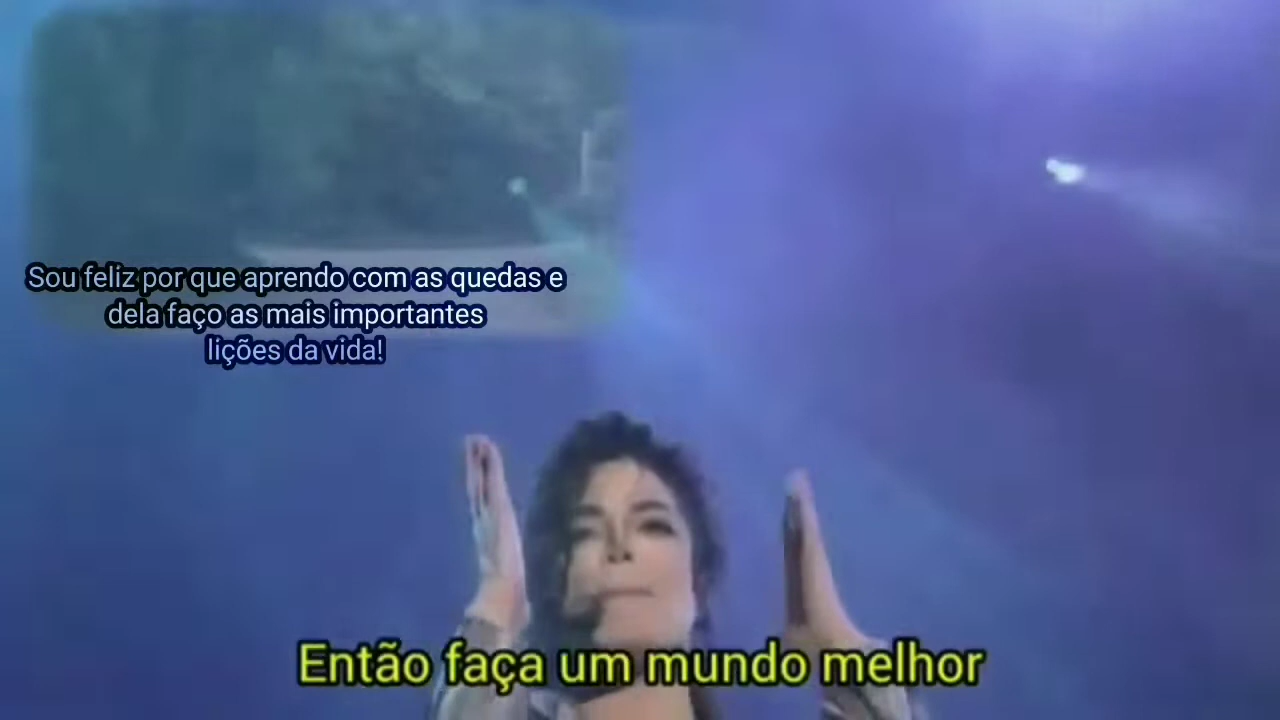 Sou feliz por que aprendo com as quedas e
dela faço as mais importantes
lições da vida!
Então faça um mundo melhor